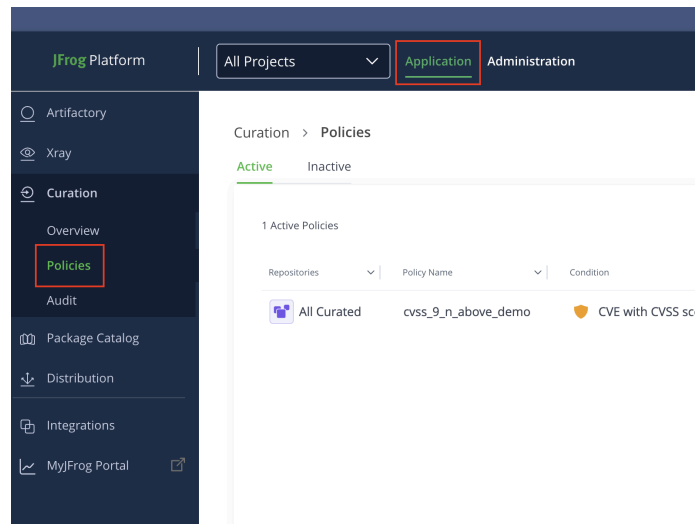 JFrog Platform
All Projects
Application
Administration
Artifactory
Xray
Curation
Overview
Policies
Audit
Package Catalog
Distribution
Integrations
MyJFrog Portal
Curation > Policies
Active
Inactive
1 Active Policies
Repositories
Policy Name
Condition
All Curated
cvss_9_n_above_demo
CVE with CVSS